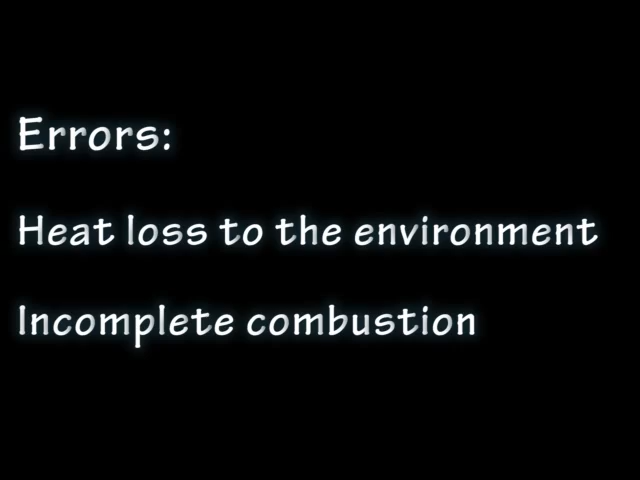 Errors:
Heat loss to the environment
Incomplete combustion